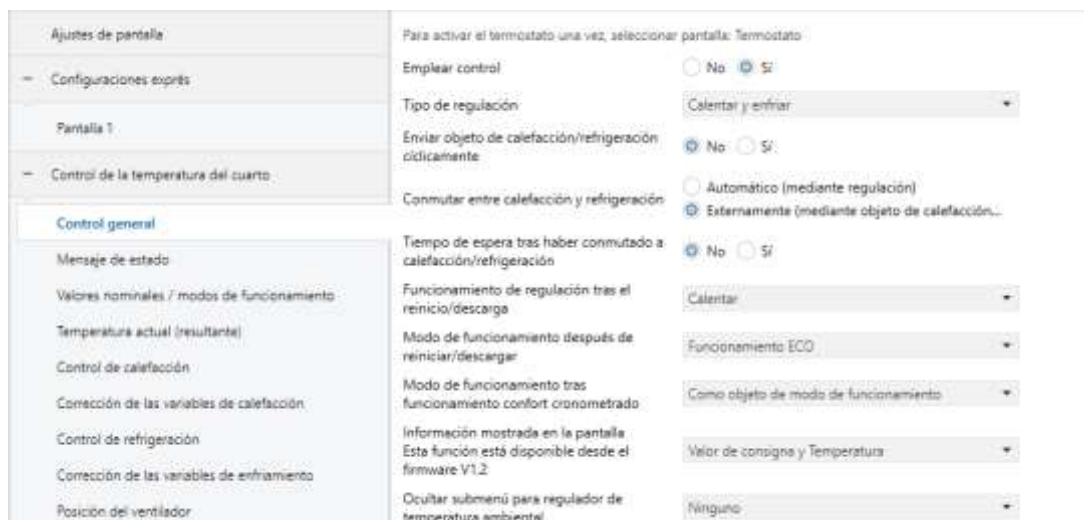 Ajustes de pantalla
– Configuraciones exprés
Pantalla 1
– Control de la temperatura del cuarto
Control general
Mensaje de estado
Valores nominales / modos de funcionamiento
Temperatura actual (resultante)
Control de calefacción
Corrección de las variables de calefacción
Control de refrigeración
Corrección de las variables de enfriamiento
Posición del ventilador
Para activar el termostato una vez, seleccionar pantalla: Termostato
Emplear control
No Sí
Tipo de regulación
Calentar y enfriar
Enviar objeto de calefacción/refrigeración
cíclicamente
No Sí
Conmutar entre calefacción y refrigeración
Automático (mediante regulación)
Externamente (mediante objeto de calefacción...
Tiempo de espera tras haber conmutado a
calefacción/refrigeración
No Sí
Funcionamiento de regulación tras el
reinicio/descarga
Calentar
Modo de funcionamiento después de
reiniciar/descargar
Funcionamiento ECO
Modo de funcionamiento tras
funcionamiento confort cronometrado
Como objeto de modo de funcionamiento
Información mostrada en la pantalla
Esta función está disponible desde el
firmware V1.2
Valor de consigna y Temperatura
Ocultar submenú para regulador de
temperatura ambiental
Ninguno